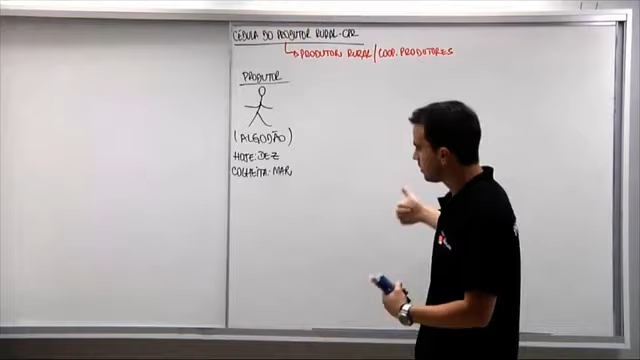 CÉDULA DO PRODUTOR RURAL-CPR
PRODUTOR RURAL/COOP. PRODUTORES
PRODUTOR
(ALGODÃO)
HOJE: DEZ
COLHEITA: MAR